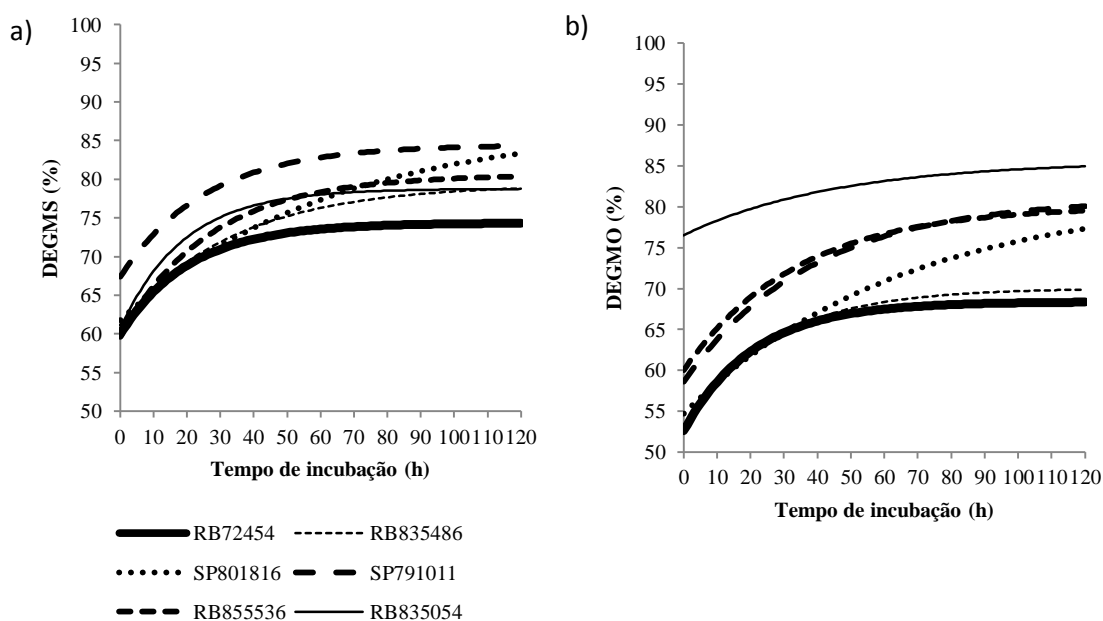 a)
DEGMS (%)
100
95
90
85
80
75
70
65
60
55
50
0 10 20 30 40 50 60 70 80 90 100 110 120
Tempo de incubação (h)
b)
DEGMO (%)
100
95
90
85
80
75
70
65
60
55
50
0 10 20 30 40 50 60 70 80 90 100 110 120
Tempo de incubação (h)
RB72454 RB835486
SP801816 SP791011
RB855536 RB835054